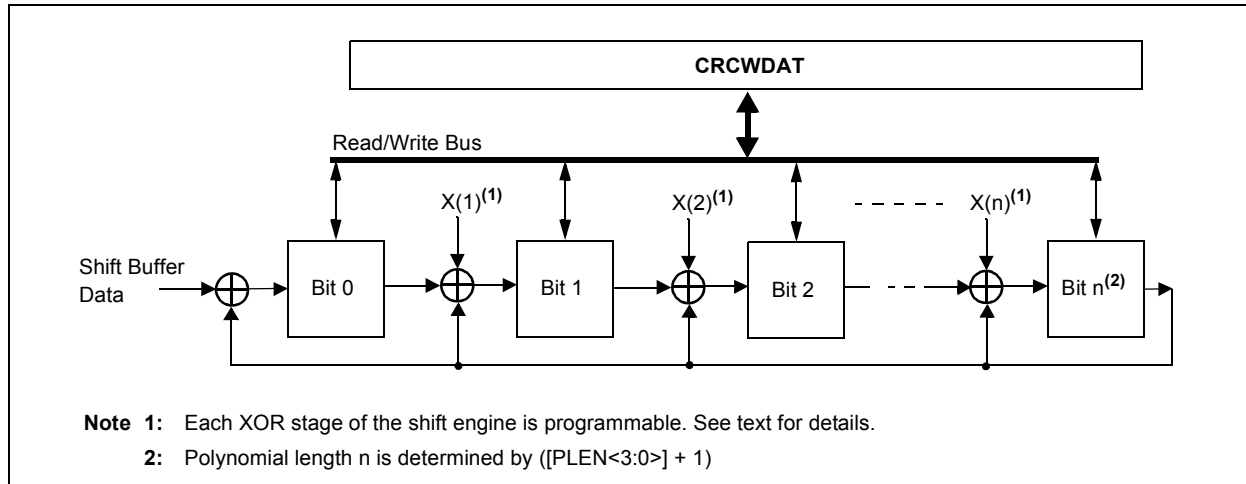 CRCWDAT
Read/Write Bus
X(1)(1)
X(2)(1)
X(n)(1)
Shift Buffer
Data
Bit 0
Bit 1
Bit 2
Bit n(2)
Note 1: Each XOR stage of the shift engine is programmable. See text for details.
2: Polynomial length n is determined by ([PLEN<3:0>] + 1)